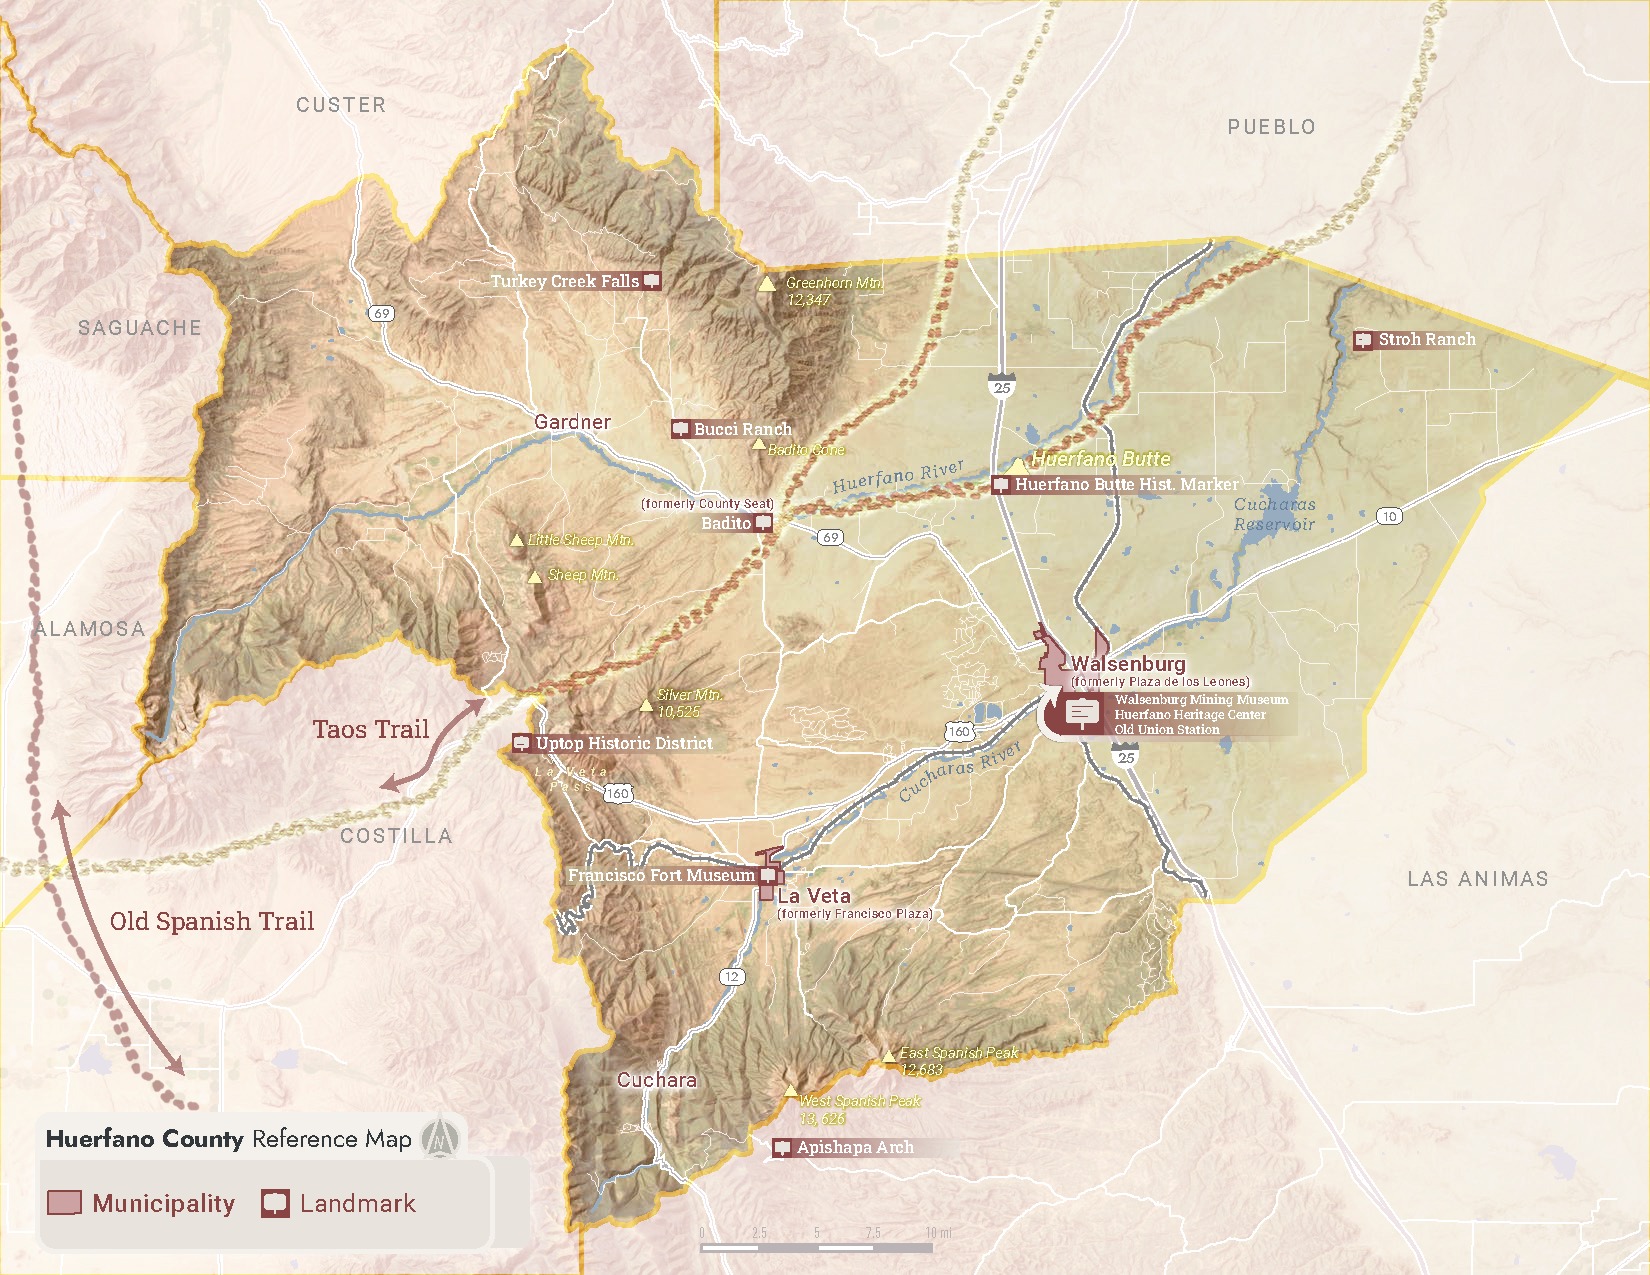 CUSTER
PUEBLO
Turkey Creek Falls
Greenhorn Mtn.
12,347
69
SAGUACHE
Stroh Ranch
25
Gardner
Bucci Ranch
Badito Cone
Huerfano Butte
Huerfano River
Huerfano Butte Hist. Marker
(formerly County Seat)
Badito
Cucharas
Reservoir
10
69
Little Sheep Mtn.
Sheep Mtn.
ALAMOSA
Walsenburg
(formerly Plaza de los Leones)
Walsenburg Mining Museum
Huerfano Heritage Center
Old Union Station
Silver Mtn.
10,525
Taos Trail
160
Uptop Historic District
Cucharas River
25
La Veta
Pass
160
COSTILLA
Francisco Fort Museum
La Veta
(formerly Francisco Plaza)
LAS ANIMAS
Old Spanish Trail
12
East Spanish Peak
12,683
Cuchara
West Spanish Peak
13, 626
Apishapa Arch
Huerfano County Reference Map
N
Municipality
Landmark
0 2.5 5 7.5 10 mi